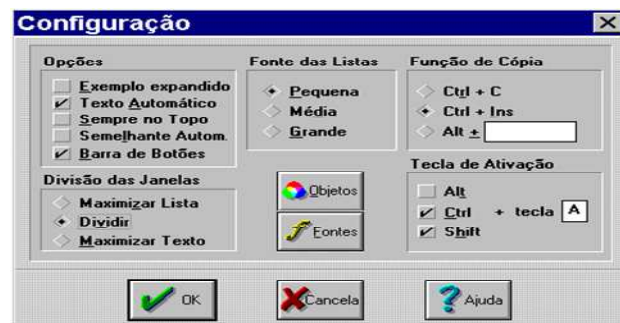 Configuração
Opções
Exemplo expandido
Texto Automático
Sempre no Topo
Semelhante Autom.
Barra de Botões
Fonte das Listas
Pequena
Média
Grande
Função de Cópia
Ctrl + C
Ctrl + Ins
Alt +
Divisão das Janelas
Maximizar Lista
Dividir
Maximizar Texto
Objetos
Fontes
Tecla de Ativação
Alt
Ctrl + tecla A
Shift
OK
Cancela
Ajuda